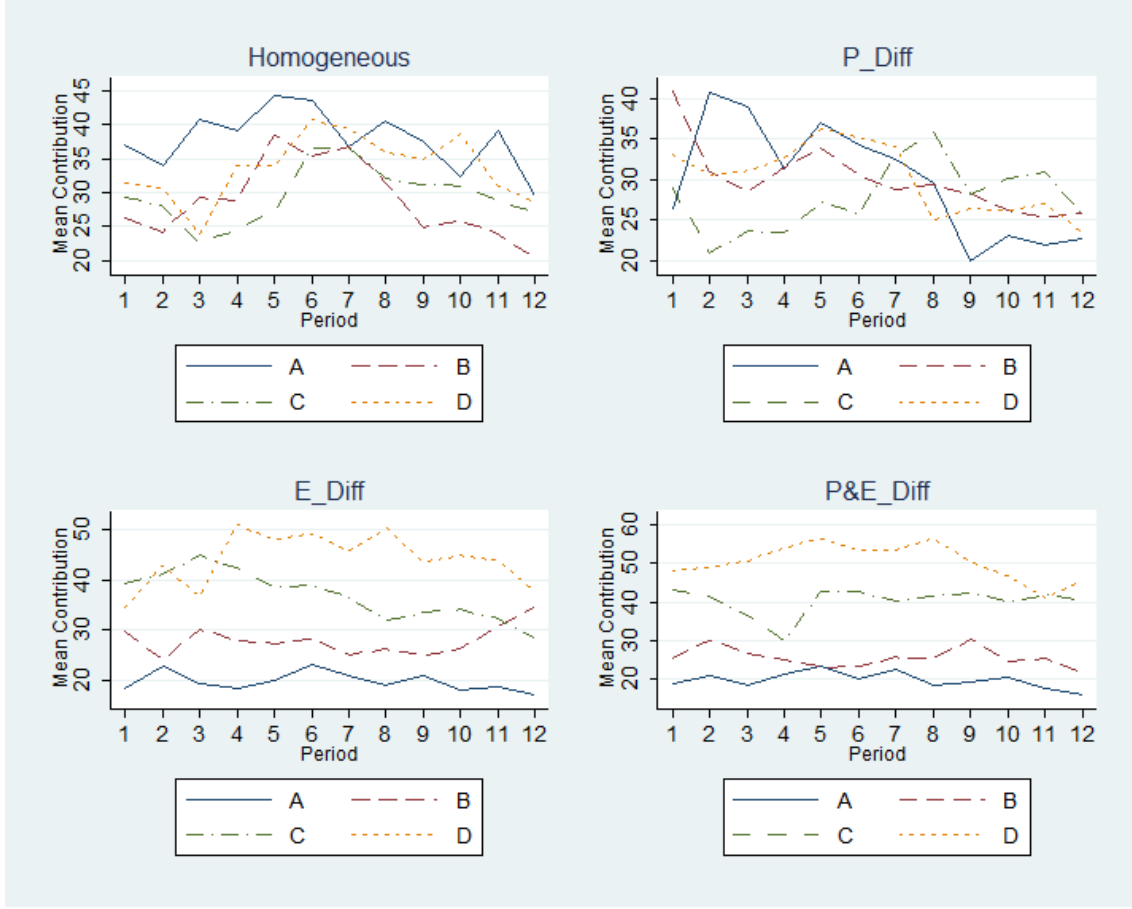 Homogeneous
Mean Contribution
45
40
35
30
25
20
1 2 3 4 5 6 7 8 9 10 11 12
Period
A B
C D
P_Diff
Mean Contribution
40
35
30
25
20
1 2 3 4 5 6 7 8 9 10 11 12
Period
A B
C D
E_Diff
Mean Contribution
50
40
30
20
1 2 3 4 5 6 7 8 9 10 11 12
Period
A B
C D
P&E_Diff
Mean Contribution
60
50
40
30
20
1 2 3 4 5 6 7 8 9 10 11 12
Period
A B
C D